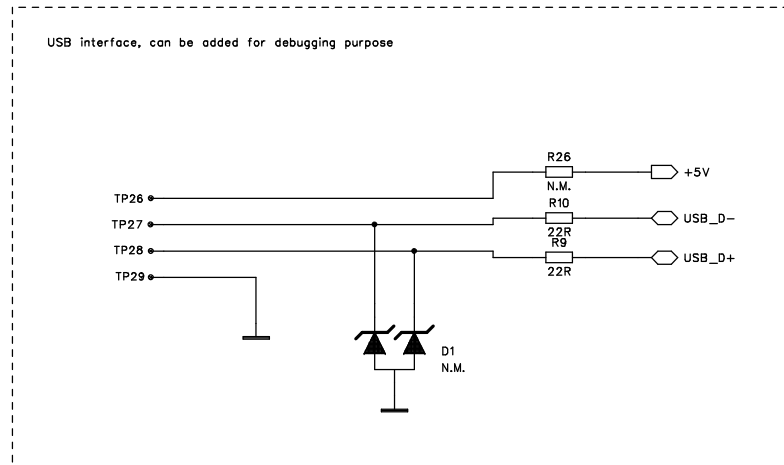 USB interface, can be added for debugging purpose
R26
+5V
N.M.
TP26
R10
TP27
USB_D-
22R
R9
TP28
USB_D+
22R
TP29
D1
N.M.